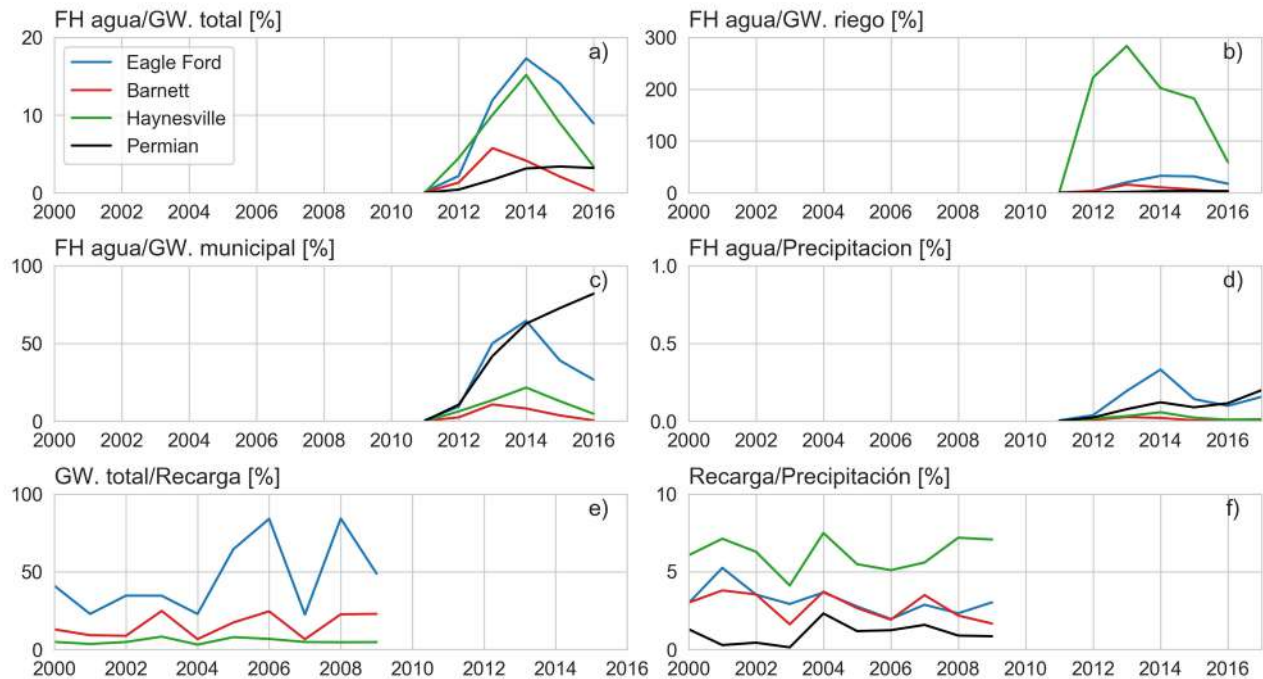 FH agua/GW. total [%]
a)
20
10
0
Eagle Ford
Barnett
Haynesville
Permian
2000 2002 2004 2006 2008 2010 2012 2014 2016
FH agua/GW. riego [%]
b)
300
200
100
0
2000 2002 2004 2006 2008 2010 2012 2014 2016
FH agua/GW. municipal [%]
c)
100
50
0
2000 2002 2004 2006 2008 2010 2012 2014 2016
FH agua/Precipitacion [%]
d)
1.0
0.5
0.0
2000 2002 2004 2006 2008 2010 2012 2014 2016
GW. total/Recarga [%]
e)
100
50
0
2000 2002 2004 2006 2008 2010 2012 2014 2016
Recarga/Precipitación [%]
f)
10
5
0
2000 2002 2004 2006 2008 2010 2012 2014 2016